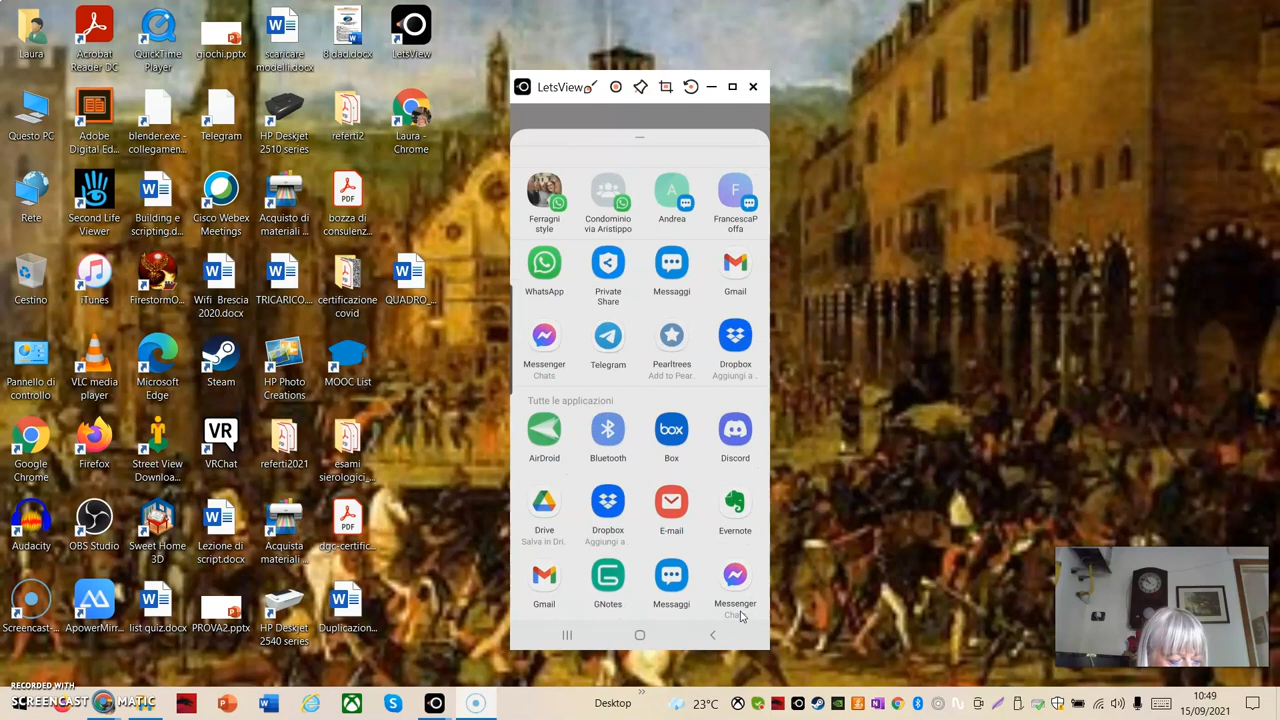 Laura
Acrobat
Reader DC
QuickTime
Player
giochi.pptx
scaricare
modelli.docx
8 dad.docx
LetsView
Questo PC
Adobe
Digital Ed...
blender.exe -
collegamen...
Telegram
HP Deskjet
2510 series
referti2
Laura -
Chrome
Rete
Second Life
Viewer
Building e
scripting.d...
Cisco Webex
Meetings
Acquisto di
materiali ...
bozza di
consulenz...
Cestino
iTunes
FirestormO...
Wifi Brescia
2020.docx
TRICARICO....
certificazione
covid
QUADRO_...
Pannello di
controllo
VLC media
player
Microsoft
Edge
Steam
HP Photo
Creations
MOOC List
Google
Chrome
Firefox
Street View
Downloa...
VR
VRChat
referti2021
esami
sierologici_...
Audacity
OBS Studio
Sweet Home
3D
Lezione di
script.docx
Acquista
materiali ...
dgc-certific...
Screencast-...
ApowerMirr...
list quiz.docx
PROVA2.pptx
HP Deskjet
2540 series
Duplicazion...
LetsView
Ferragni
style
Condominio
via Aristippo
A
Andrea
F
FrancescaP
offa
WhatsApp
Private
Share
Messaggi
Gmail
Messenger
Chats
Telegram
Pearltrees
Add to Pear..
Dropbox
Aggiungi a .
Tutte le applicazioni
AirDroid
Bluetooth
box
Box
Discord
Drive
Salva in Dri.
Dropbox
Aggiungi a .
E-mail
Evernote
Gmail
GNotes
Messaggi
Messenger
RECORDED WITH
SCREENCAST MATIC
Desktop
23°C
10:49
15/09/2021